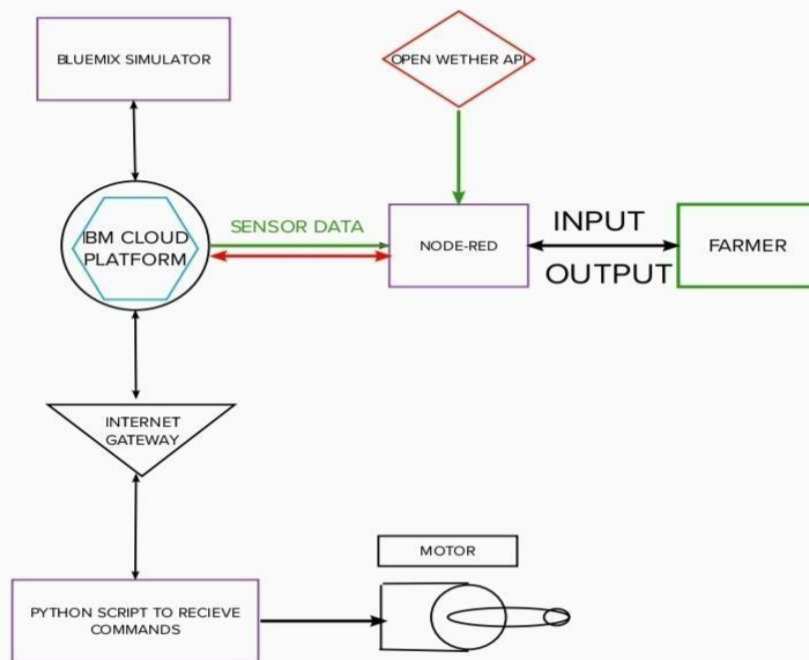 BLUEMIX SIMULATOR
OPEN WETHER API
IBM CLOUD
PLATFORM
SENSOR DATA
NODE-RED
INPUT
OUTPUT
FARMER
INTERNET
GATEWAY
MOTOR
PYTHON SCRIPT TO RECIEVE
COMMANDS